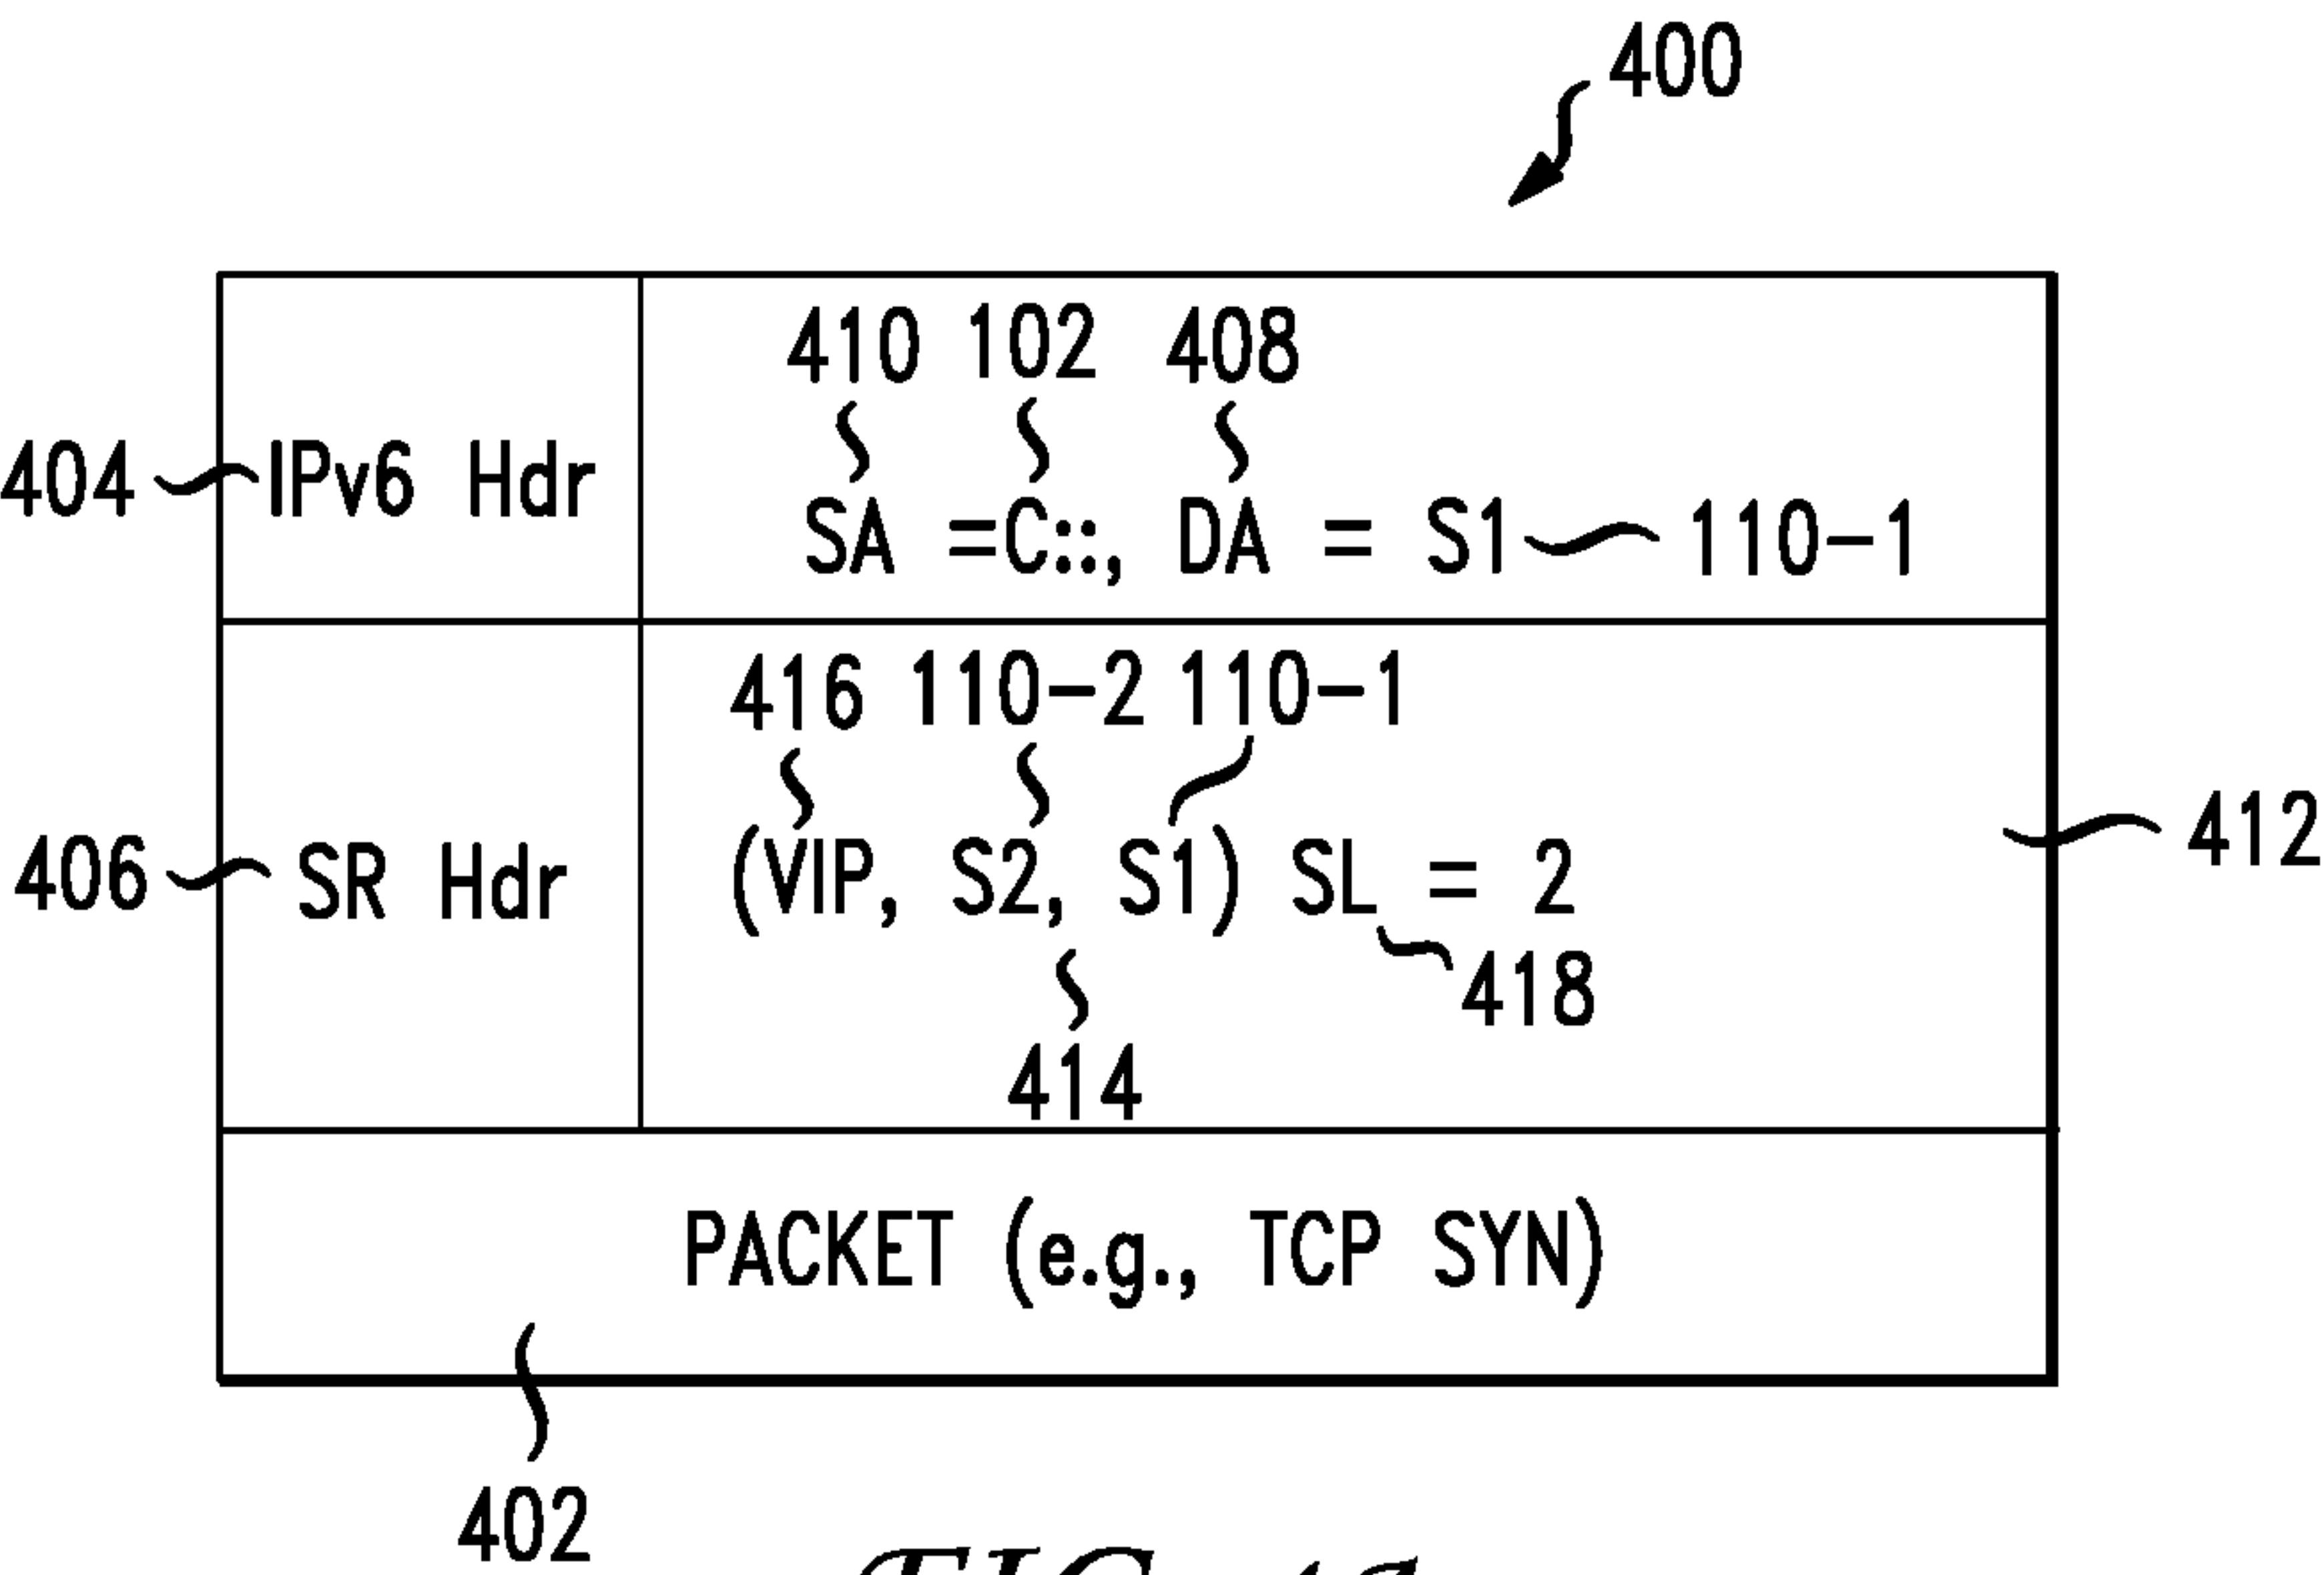 400
410 102 408
404 IPv6 Hdr SA =C::, DA = S1 110-1
416 110-2 110-1
406 SR Hdr (VIP, S2, S1) SL = 2 412
418
414
PACKET (e.g., TCP SYN)
402